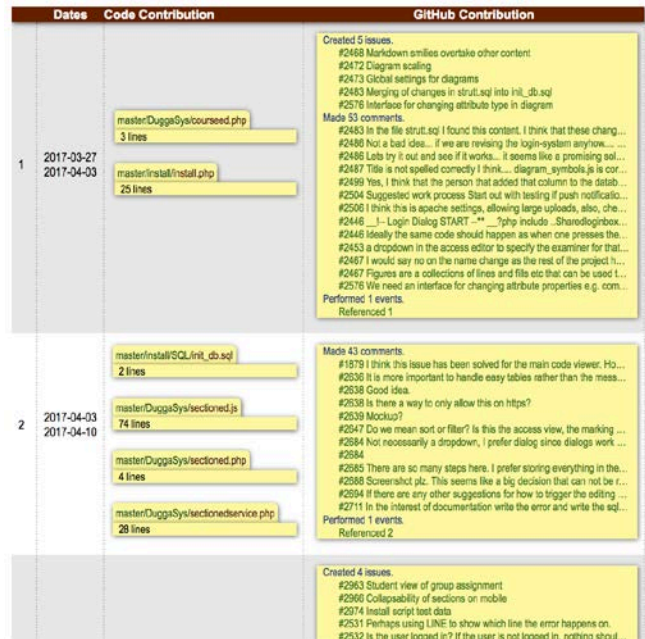 Dates Code Contribution GitHub Contribution
1
2017-03-27
2017-04-03
master/DuggaSys/courseed.php
3 lines
master/install/install.php
25 lines
Created 5 issues.
#2468 Markdown smilies overtake other content
#2472 Diagram scaling
#2473 Global settings for diagrams
#2483 Merging of changes in strutt.sql into init_db.sql
#2576 Interface for changing attribute type in diagram
Made 53 comments.
#2483 In the file strutt.sql I found this content. I think that these chang...
#2486 Not a bad idea... if we are revising the login-system anyhow.... ...
#2486 Lets try it out and see if it works... it seems like a promising sol...
#2487 Title is not spelled correctly I think.... diagram_symbols.js is cor...
#2499 Yes, I think that the person that added that column to the datab...
#2504 Suggested work process Start out with testing if push notificatio...
#2506 I think this is apache settings, allowing large uploads, also, che...
#2446 __!-- Login Dialog START --** __?php include ..Sharedloginbox...
#2446 Ideally the same code should happen as when one presses the...
#2453 a dropdown in the access editor to specify the examiner for that...
#2467 I would say no on the name change as the rest of the project h...
#2467 Figures are a collections of lines and fills etc that can be used t...
#2576 We need an interface for changing attribute properties e.g. com...
Performed 1 events.
Referenced 1
2
2017-04-03
2017-04-10
master/install/SQL/init_db.sql
2 lines
master/DuggaSys/sectioned.js
74 lines
master/DuggaSys/sectioned.php
4 lines
master/DuggaSys/sectionedservice.php
28 lines
Made 43 comments.
#1879 I think this issue has been solved for the main code viewer. Ho...
#2636 It is more important to handle easy tables rather than the mess...
#2638 Good idea.
#2638 Is there a way to only allow this on https?
#2639 Mockup?
#2647 Do we mean sort or filter? Is this the access view, the marking ...
#2684 Not necessarily a dropdown, I prefer dialog since dialogs work ...
#2684
#2685 There are so many steps here. I prefer storing everything in the...
#2688 Screenshot plz. This seems like a big decision that can not be r...
#2694 If there are any other suggestions for how to trigger the editing ...
#2711 In the interest of documentation write the error and write the sql...
Performed 1 events.
Referenced 2
Created 4 issues.
#2963 Student view of group assignment
#2966 Collapsability of sections on mobile
#2974 Install script test data
#2531 Perhaps using LINE to show which line the error happens on.
#2532 Is the user logged in? If the user is not logged in, nothing shoul...